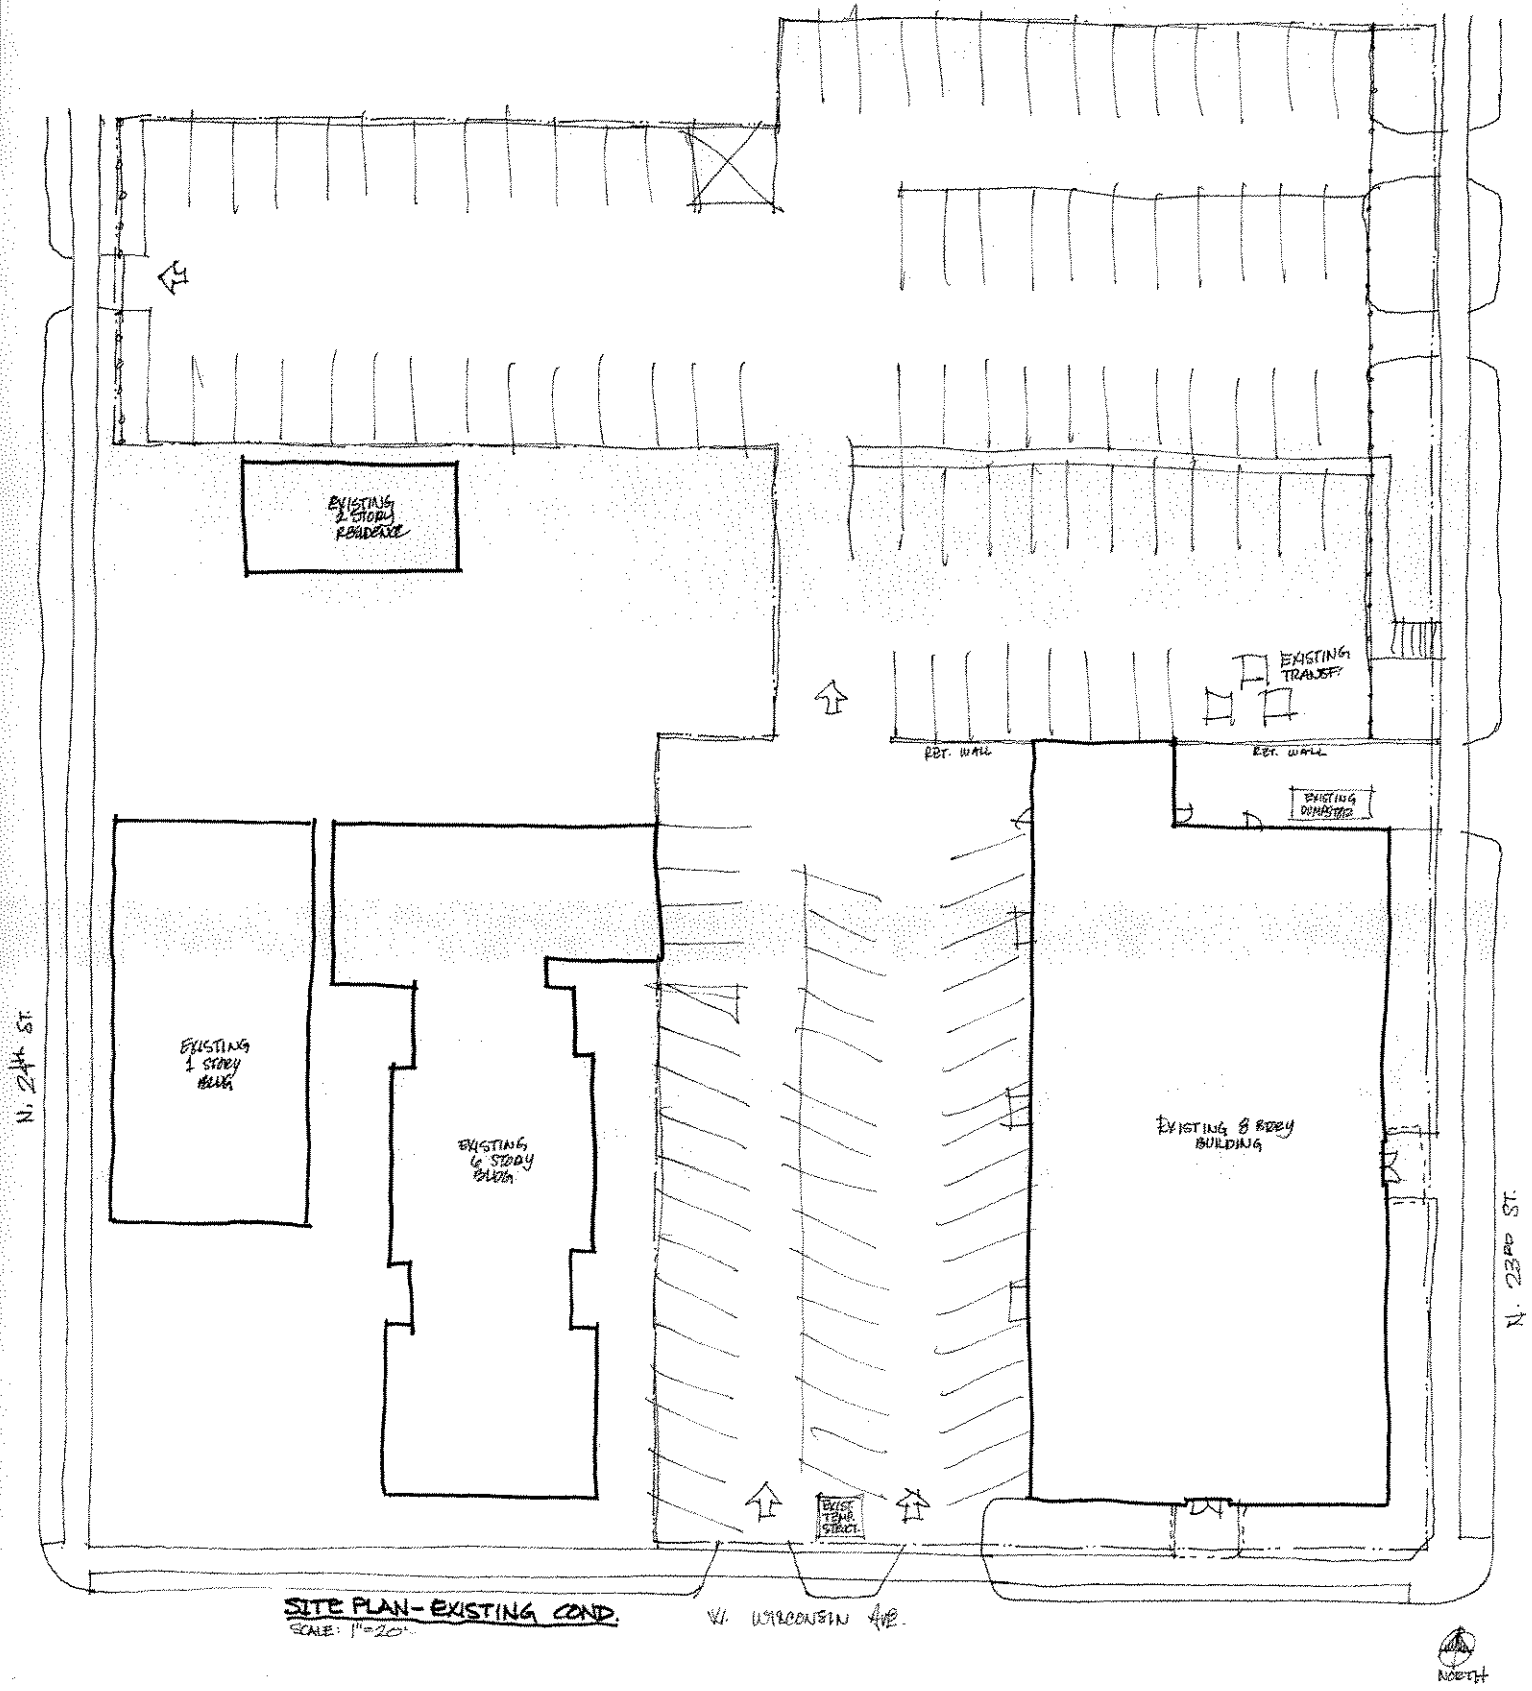 EXISTING
2 STORY
RESIDENCE
EXISTING
TRANSF.
RET. WALL
RET. WALL
EXISTING
DUMPSTER
N. 24th ST.
EXISTING
1 STORY
BLDG
EXISTING
6 STORY
BLDG
EXISTING 8 STORY
BUILDING
N. 23RD ST.
EXIST
TEMP.
STRCT.
SITE PLAN-EXISTING COND.
SCALE: 1"=20'
W. WISCONSIN AVE.
NORTH